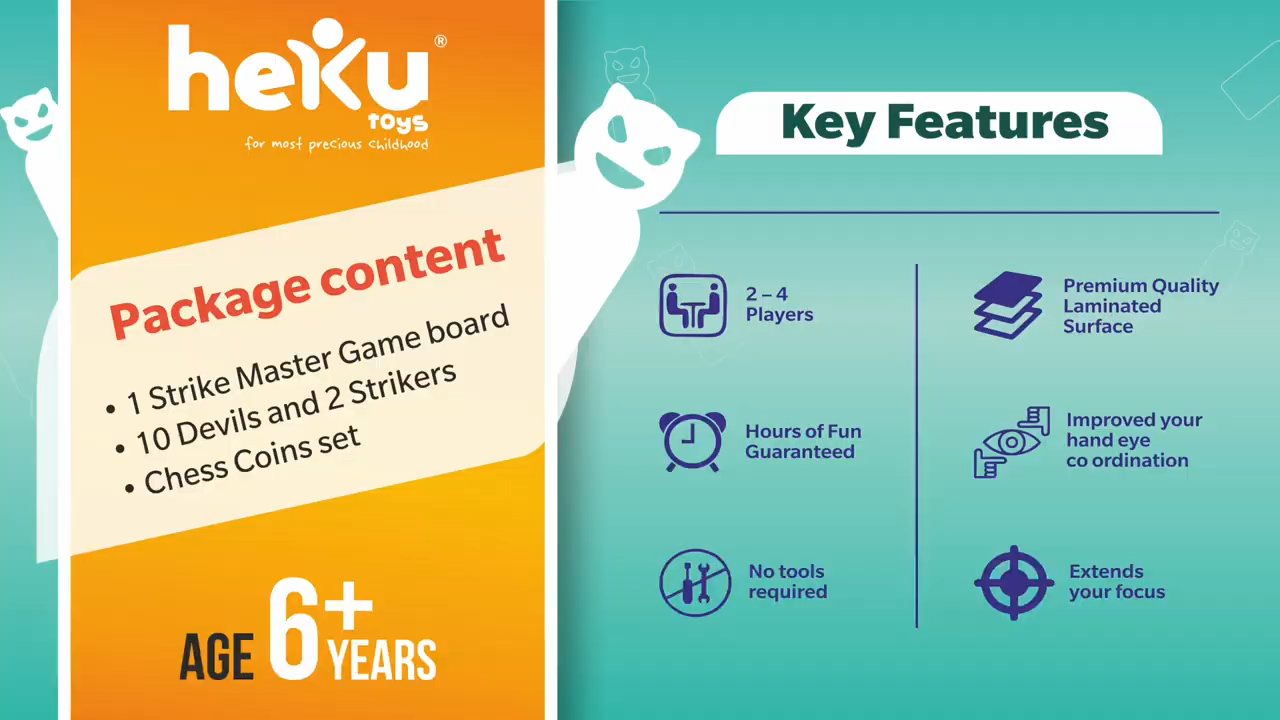 heku®
toys
for most precious childhood
Package content
• 1 Strike Master Game board
• 10 Devils and 2 Strikers
• Chess Coins set
AGE 6+ YEARS
Key Features
2 – 4
Players
Hours of Fun
Guaranteed
No tools
required
Premium Quality
Laminated
Surface
Improved your
hand eye
co ordination
Extends
your focus